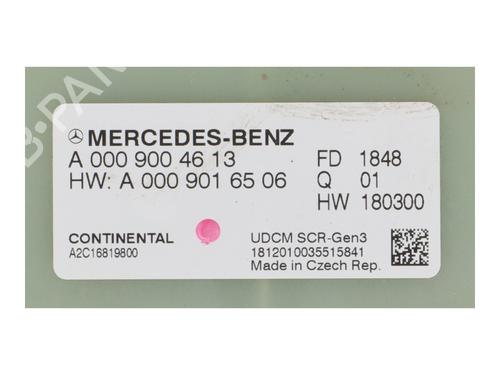 MERCEDES-BENZ
A 000 900 46 13 FD 1848
HW: A 000 901 65 06 Q 01
HW 180300
CONTINENTAL UDCM SCR-Gen3
A2C16819800 1812010035515841
Made in Czech Rep.
B-PAR